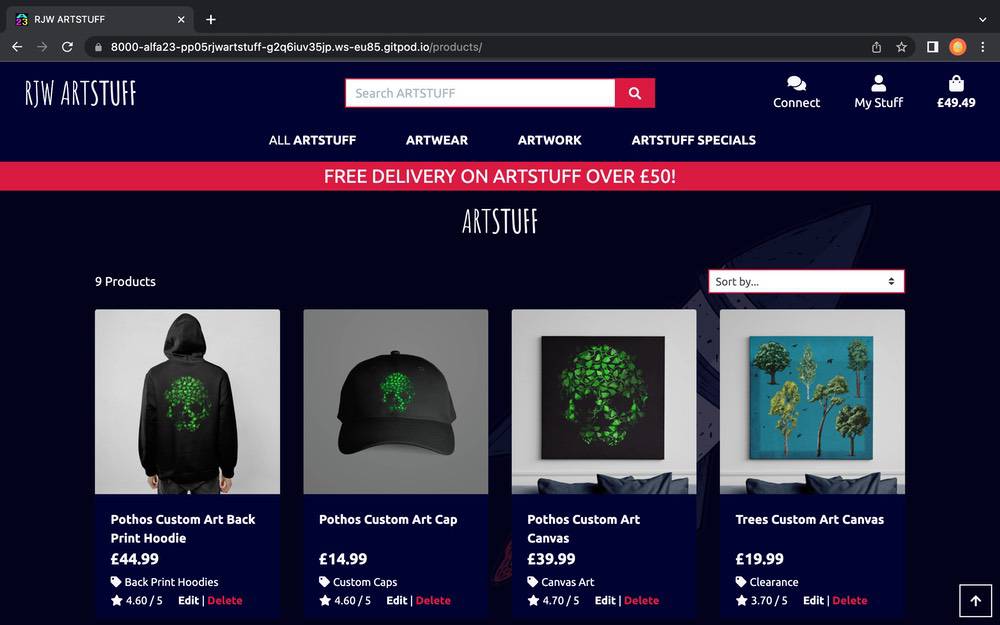 RJW ARTSTUFF
8000-alfa23-pp05rjwartstuff-g2q6iuv35jp.ws-eu85.gitpod.io/products/
RJW ARTSTUFF
Search ARTSTUFF
Connect
My Stuff
£49.49
ALL ARTSTUFF
ARTWEAR
ARTWORK
ARTSTUFF SPECIALS
FREE DELIVERY ON ARTSTUFF OVER £50!
ARTSTUFF
9 Products
Sort by...
Pothos Custom Art Back
Print Hoodie
£44.99
Back Print Hoodies
4.60 / 5 Edit | Delete
Pothos Custom Art Cap
£14.99
Custom Caps
4.60 / 5 Edit | Delete
Pothos Custom Art
Canvas
£39.99
Canvas Art
4.70 / 5 Edit | Delete
Trees Custom Art Canvas
£19.99
Clearance
3.70 / 5 Edit | Delete